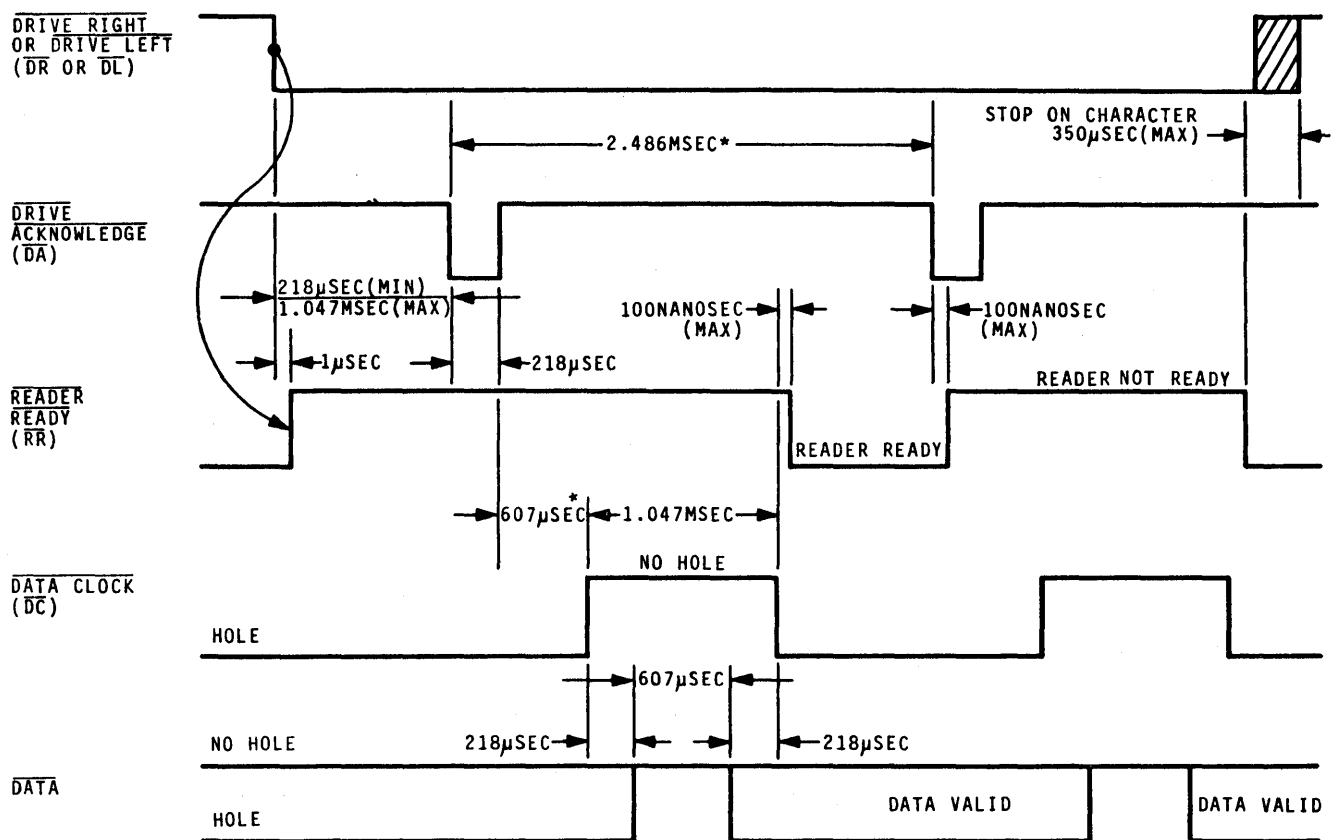 DRIVE RIGHT
OR DRIVE LEFT
(DR OR DL)
STOP ON CHARACTER
350μSEC(MAX)
2.486MSEC*
DRIVE
ACKNOWLEDGE
(DA)
218μSEC(MIN)
1.047MSEC(MAX)
100NANOSEC
(MAX)
100NANOSEC
(MAX)
1μSEC
218μSEC
READER NOT READY
READER
READY
(RR)
READER READY
*
607μSEC
1.047MSEC
NO HOLE
DATA CLOCK
(DC)
HOLE
607μSEC
NO HOLE
218μSEC
218μSEC
DATA
DATA VALID
DATA VALID
HOLE